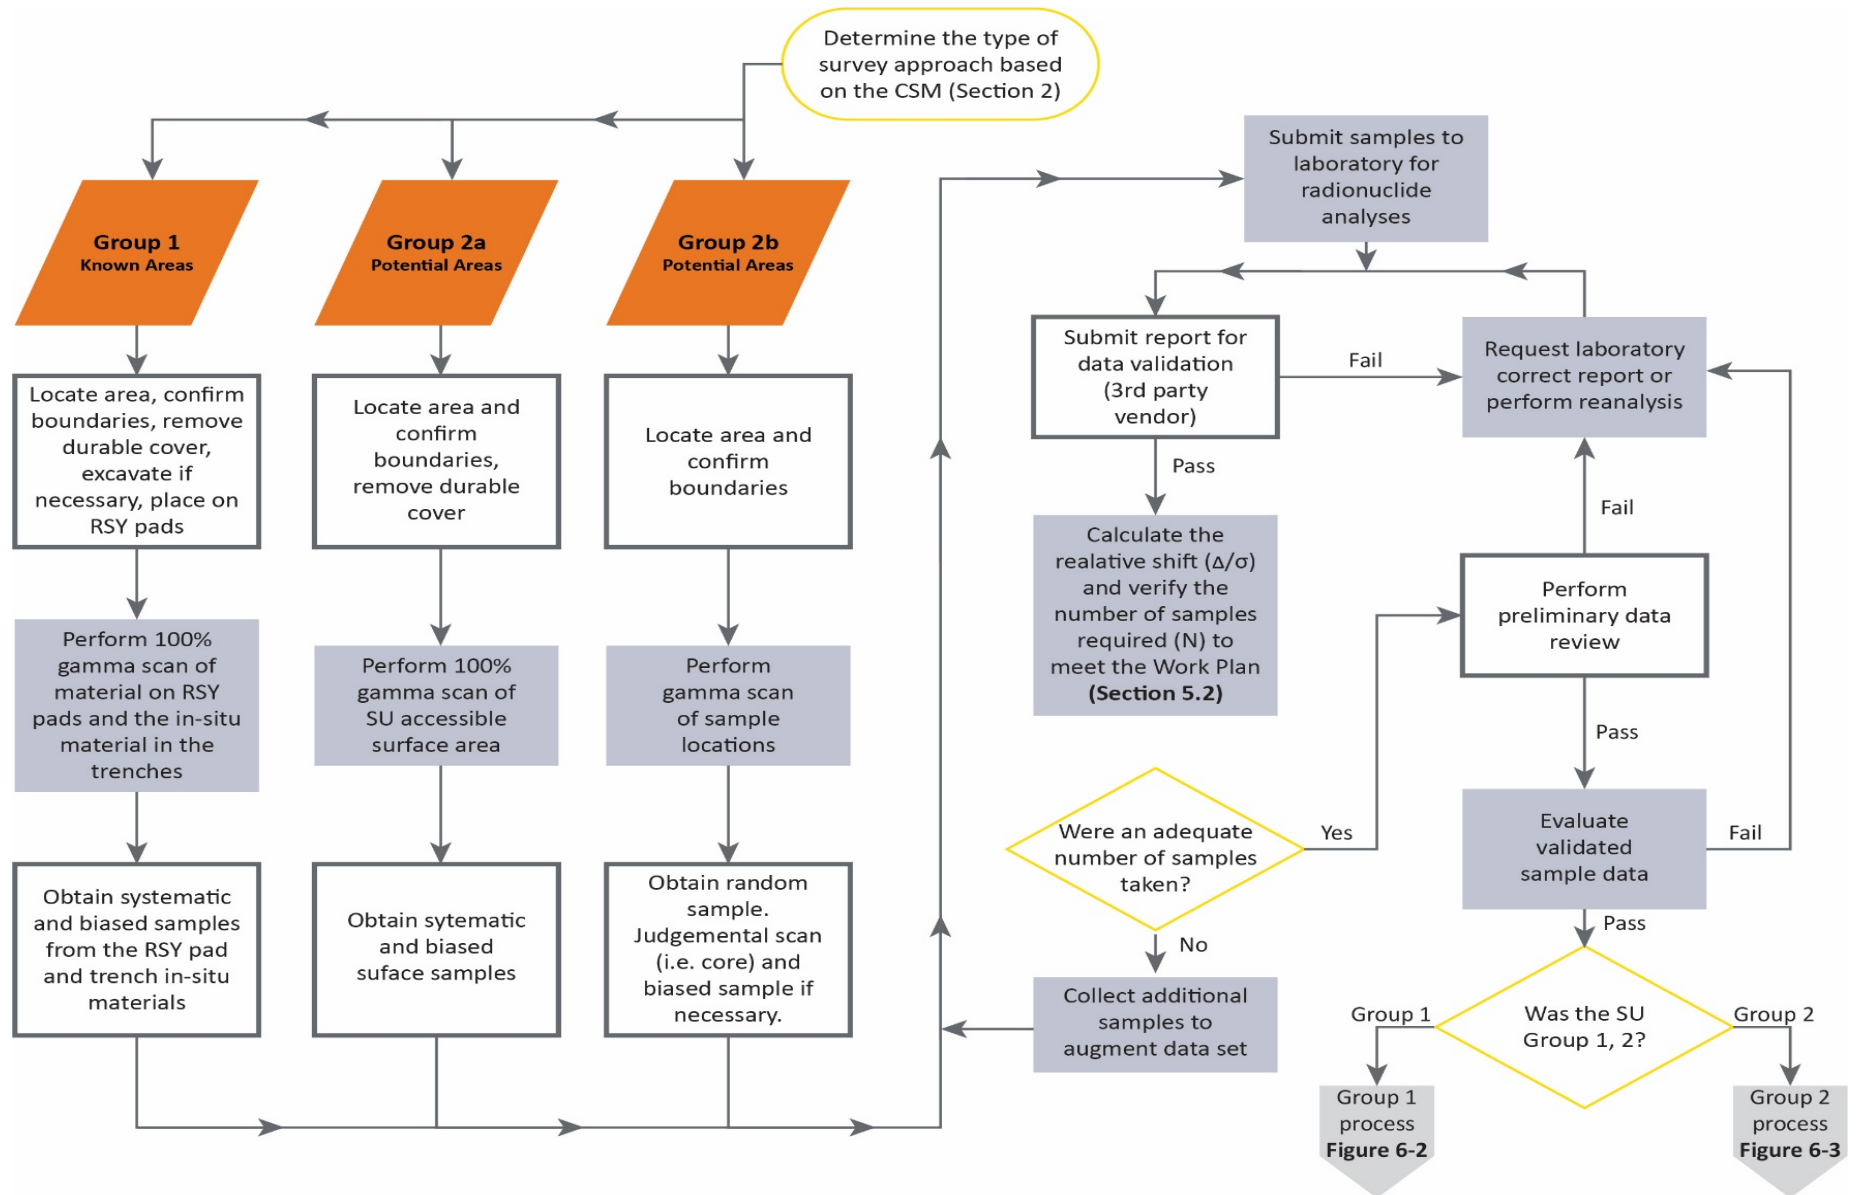 Determine the type of
survey approach based
on the CSM (Section 2)
Group 1
Known Areas
Group 2a
Potential Areas
Group 2b
Potential Areas
Locate area, confirm
boundaries, remove
durable cover,
excavate if
necessary, place on
RSY pads
Locate area and
confirm
boundaries,
remove durable
cover
Locate area and
confirm
boundaries
Perform 100%
gamma scan of
material on RSY
pads and the in-situ
material in the
trenches
Perform 100%
gamma scan of
SU accessible
surface area
Perform
gamma scan
of sample
locations
Obtain systematic
and biased samples
from the RSY pad
and trench in-situ
materials
Obtain sytematic
and biased
suface samples
Obtain random
sample.
Judgemental scan
(i.e. core) and
biased sample if
necessary.
Submit samples to
laboratory for
radionuclide
analyses
Submit report for
data validation
(3rd party
vendor)
Fail
Request laboratory
correct report or
perform reanalysis
Pass
Fail
Calculate the
realative shift (Δ/σ)
and verify the
number of samples
required (N) to
meet the Work Plan
(Section 5.2)
Perform
preliminary data
review
Pass
Were an adequate
number of samples
taken?
Yes
No
Evaluate
validated
sample data
Fail
Pass
Collect additional
samples to
augment data set
Was the SU
Group 1, 2?
Group 1
Group 2
Group 1
process
Figure 6-2
Group 2
process
Figure 6-3